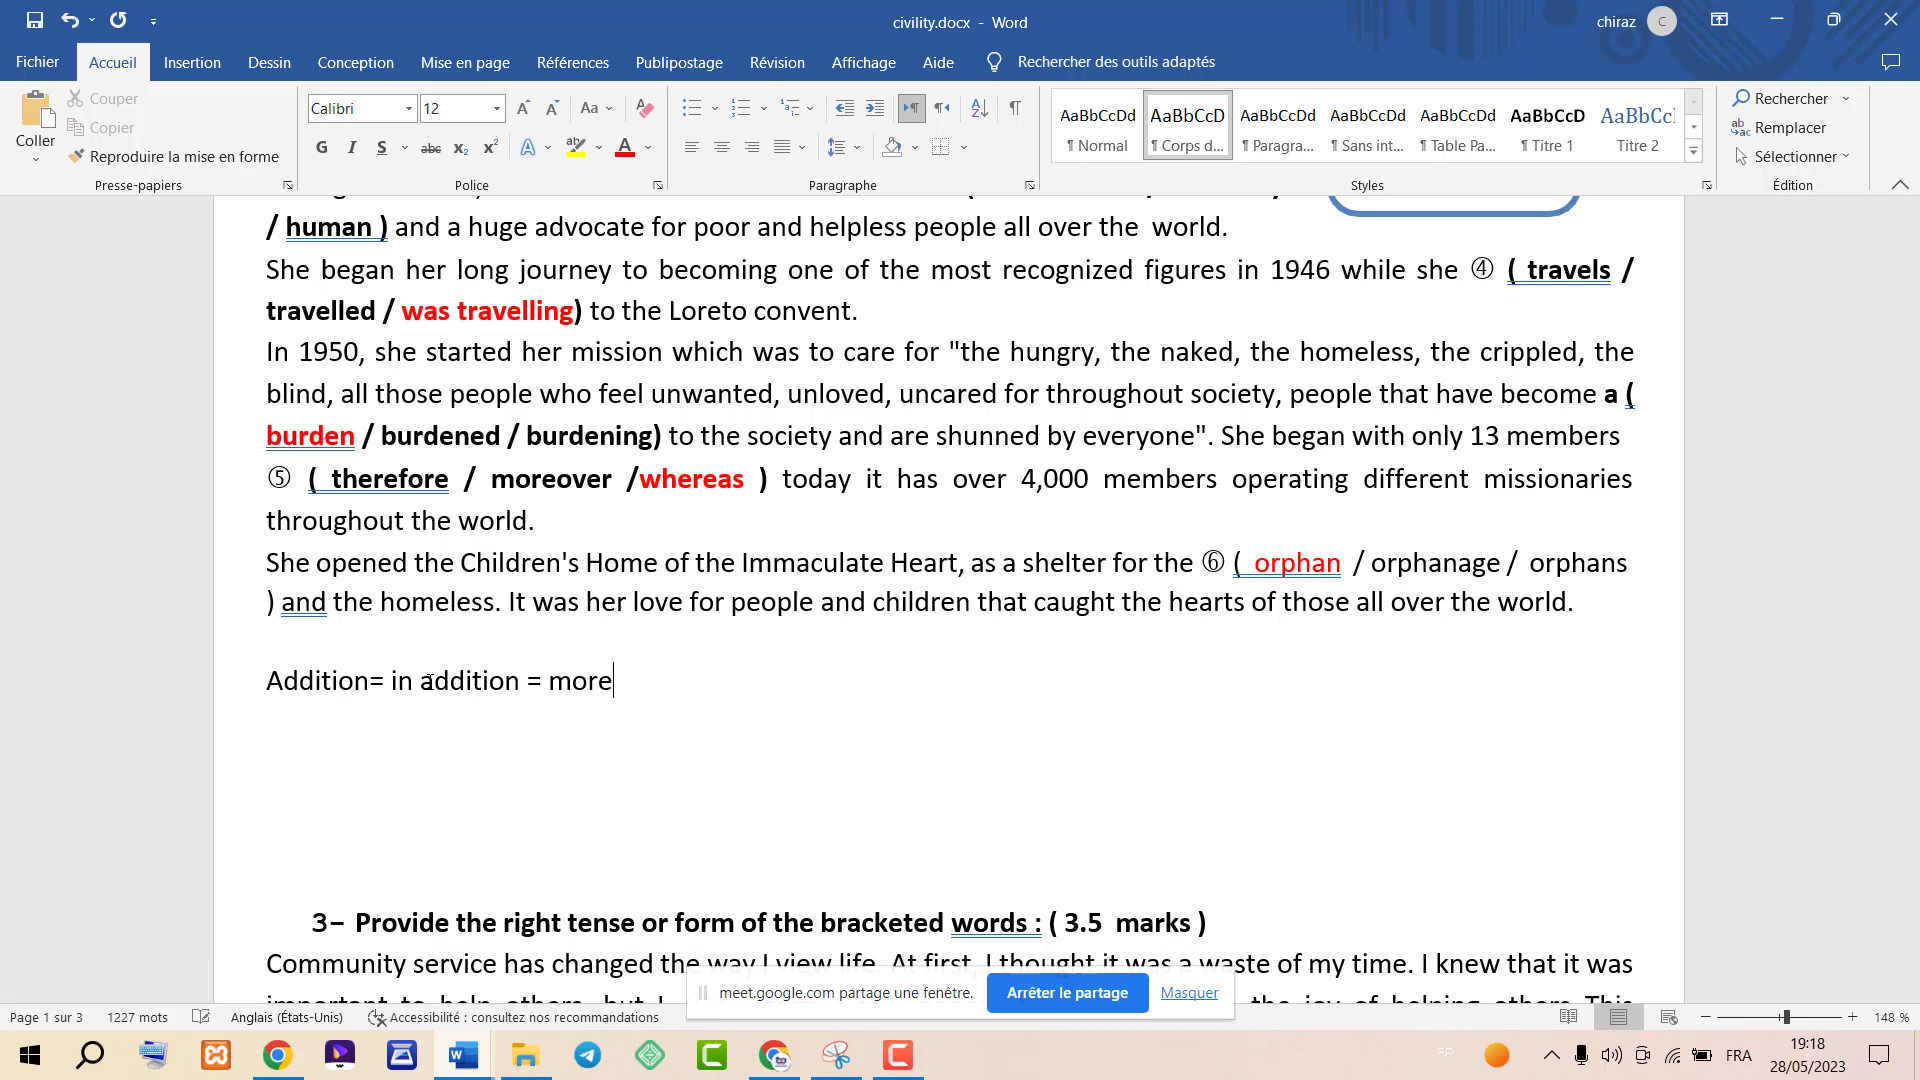 civility.docx - Word
chiraz
C
Fichier
Accueil
Insertion
Dessin
Conception
Mise en page
Références
Publipostage
Révision
Affichage
Aide
Rechercher des outils adaptés
Coller
Couper
Copier
Reproduire la mise en forme
Presse-papiers
Calibri
12
Police
Paragraphe
AaBbCcDd
¶ Normal
AaBbCcD
¶ Corps d...
AaBbCcDd
¶ Paragra...
AaBbCcDd
¶ Sans int...
AaBbCcDd
¶ Table Pa...
AaBbCcD
¶ Titre 1
AaBbCc
Titre 2
Styles
Rechercher
Remplacer
Sélectionner
Édition
/ human ) and a huge advocate for poor and helpless people all over the world.
She began her long journey to becoming one of the most recognized figures in 1946 while she ④ ( travels /
travelled / was travelling) to the Loreto convent.
In 1950, she started her mission which was to care for "the hungry, the naked, the homeless, the crippled, the
blind, all those people who feel unwanted, unloved, uncared for throughout society, people that have become a (
burden / burdened / burdening) to the society and are shunned by everyone". She began with only 13 members
⑤ ( therefore / moreover /whereas ) today it has over 4,000 members operating different missionaries
throughout the world.
She opened the Children's Home of the Immaculate Heart, as a shelter for the ⑥ ( orphan / orphanage / orphans
) and the homeless. It was her love for people and children that caught the hearts of those all over the world.
Addition= in addition = more
3– Provide the right tense or form of the bracketed words : ( 3.5 marks )
Community service has changed the way I view life. At first, I thought it was a waste of my time. I knew that it was
important to help others, but I the joy of helping others. This
meet.google.com partage une fenêtre.
Arrêter le partage
Masquer
Page 1 sur 3
1227 mots
Anglais (États-Unis)
Accessibilité : consultez nos recommandations
148 %
FRA
19:18
28/05/2023